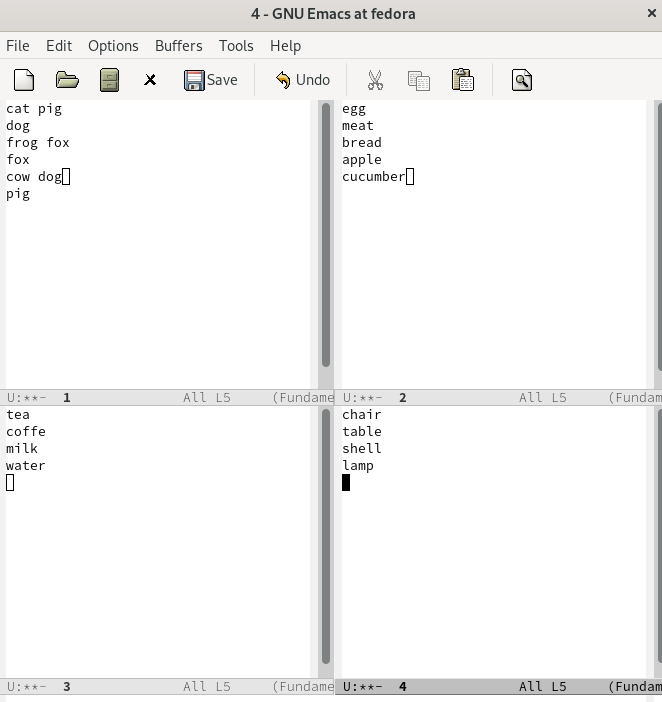 4 - GNU Emacs at fedora
File Edit Options Buffers Tools Help
Save Undo
cat pig
dog
frog fox
fox
cow dog
pig
U:**- 1 All L5 (Fundame
egg
meat
bread
apple
cucumber
U:**- 2 All L5 (Fundam
tea
coffe
milk
water
U:**- 3 All L5 (Fundame
chair
table
shell
lamp
U:**- 4 All L5 (Fundam